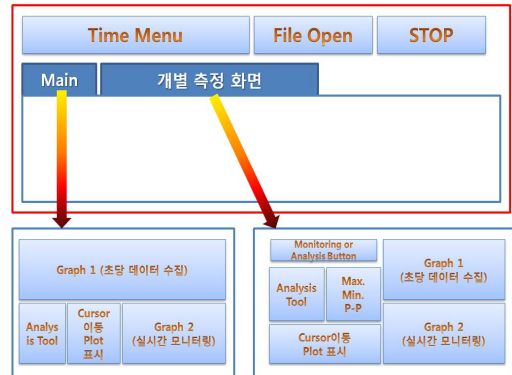 Time Menu
File Open
STOP
Main
개별 측정 화면
Graph 1 (초당 데이터 수집)
Analys
is Tool
Cursor
이동
Plot
표시
Graph 2
(실시간 모니터링)
Monitoring or
Analysis Button
Analysis
Tool
Max.
Min.
P-P
Cursor이동
Plot 표시
Graph 1
(초당 데이터 수집)
Graph 2
(실시간 모니터링)